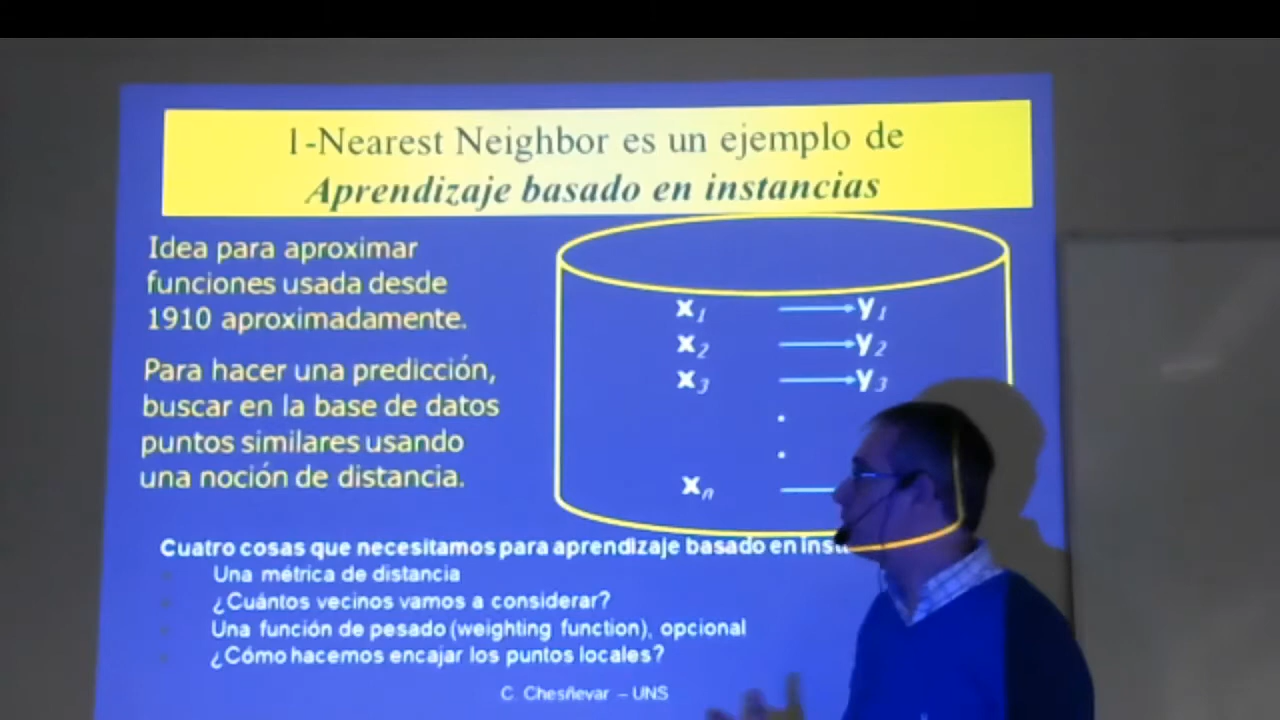 1-Nearest Neighbor es un ejemplo de
Aprendizaje basado en instancias
Idea para aproximar
funciones usada desde
1910 aproximadamente.
Para hacer una predicción,
buscar en la base de datos
puntos similares usando
una noción de distancia.
x1 y1
x2 y2
x3 y3
xn
Cuatro cosas que necesitamos para aprendizaje basado en
Una métrica de distancia
¿Cuántos vecinos vamos a considerar?
Una función de pesado (weighting function), opcional
¿Cómo hacemos encajar los puntos locales?
C. Chesñevar – UNS